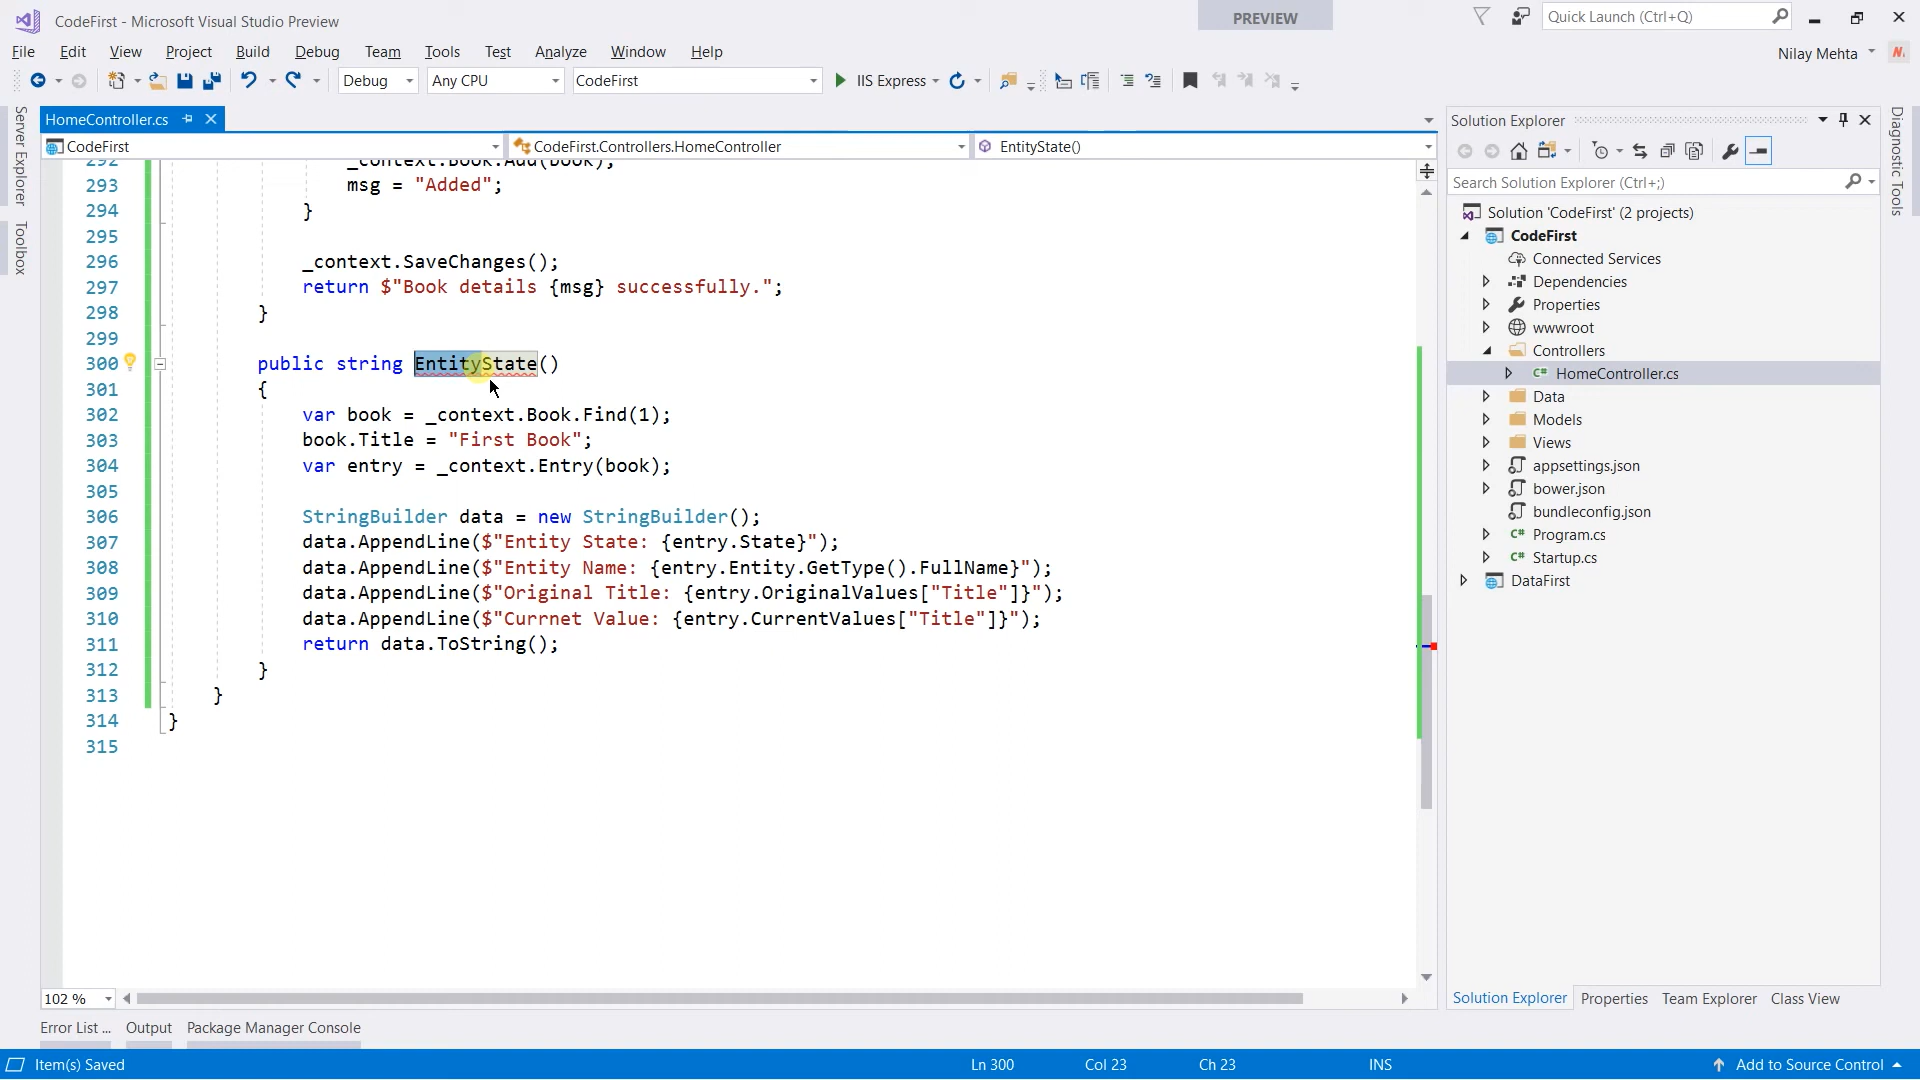 CodeFirst - Microsoft Visual Studio Preview
PREVIEW
Quick Launch (Ctrl+Q)
File Edit View Project Build Debug Team Tools Test Analyze Window Help
Nilay Mehta
N
Debug Any CPU CodeFirst IIS Express
Server Explorer
Toolbox
HomeController.cs
CodeFirst CodeFirst.Controllers.HomeController EntityState()
292 _context.Book.Add(book);
293 msg = "Added";
294 }
295
296 _context.SaveChanges();
297 return $"Book details {msg} successfully.";
298 }
299
300 public string EntityState()
301 {
302 var book = _context.Book.Find(1);
303 book.Title = "First Book";
304 var entry = _context.Entry(book);
305
306 StringBuilder data = new StringBuilder();
307 data.AppendLine($"Entity State: {entry.State}");
308 data.AppendLine($"Entity Name: {entry.Entity.GetType().FullName}");
309 data.AppendLine($"Original Title: {entry.OriginalValues["Title"]}");
310 data.AppendLine($"Currnet Value: {entry.CurrentValues["Title"]}");
311 return data.ToString();
312 }
313 }
314 }
315
102 %
Solution Explorer
Search Solution Explorer (Ctrl+;)
Solution 'CodeFirst' (2 projects)
CodeFirst
Connected Services
Dependencies
Properties
wwwroot
Controllers
C# HomeController.cs
Data
Models
Views
appsettings.json
bower.json
bundleconfig.json
C# Program.cs
C# Startup.cs
DataFirst
Diagnostic Tools
Solution Explorer Properties Team Explorer Class View
Error List ... Output Package Manager Console
Item(s) Saved Ln 300 Col 23 Ch 23 INS Add to Source Control